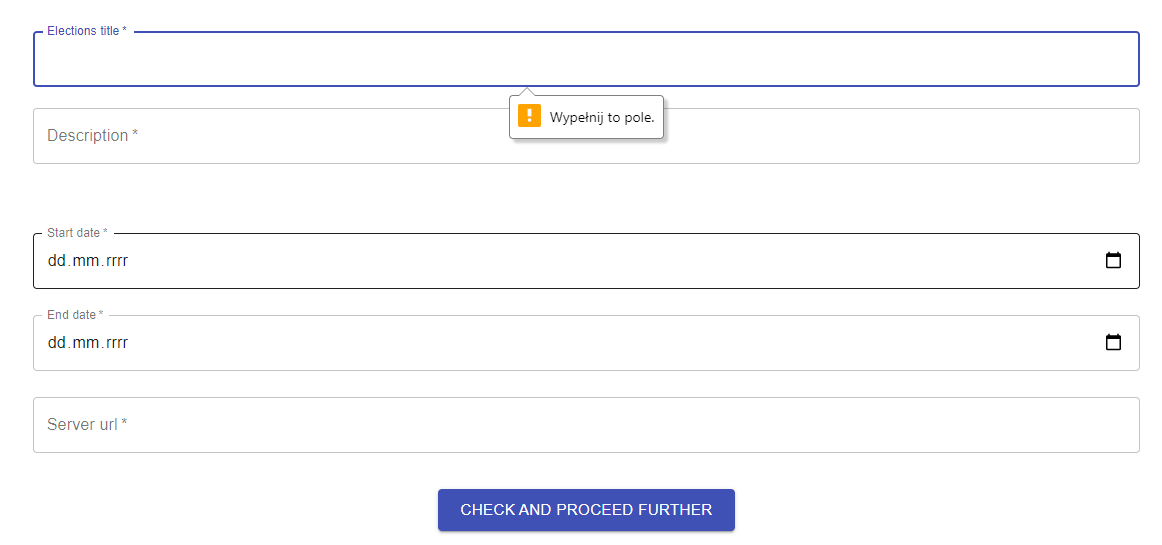 Elections title *
Wypełnij to pole.
Description *
Start date *
dd.mm.rrrr
End date *
dd.mm.rrrr
Server url *
CHECK AND PROCEED FURTHER